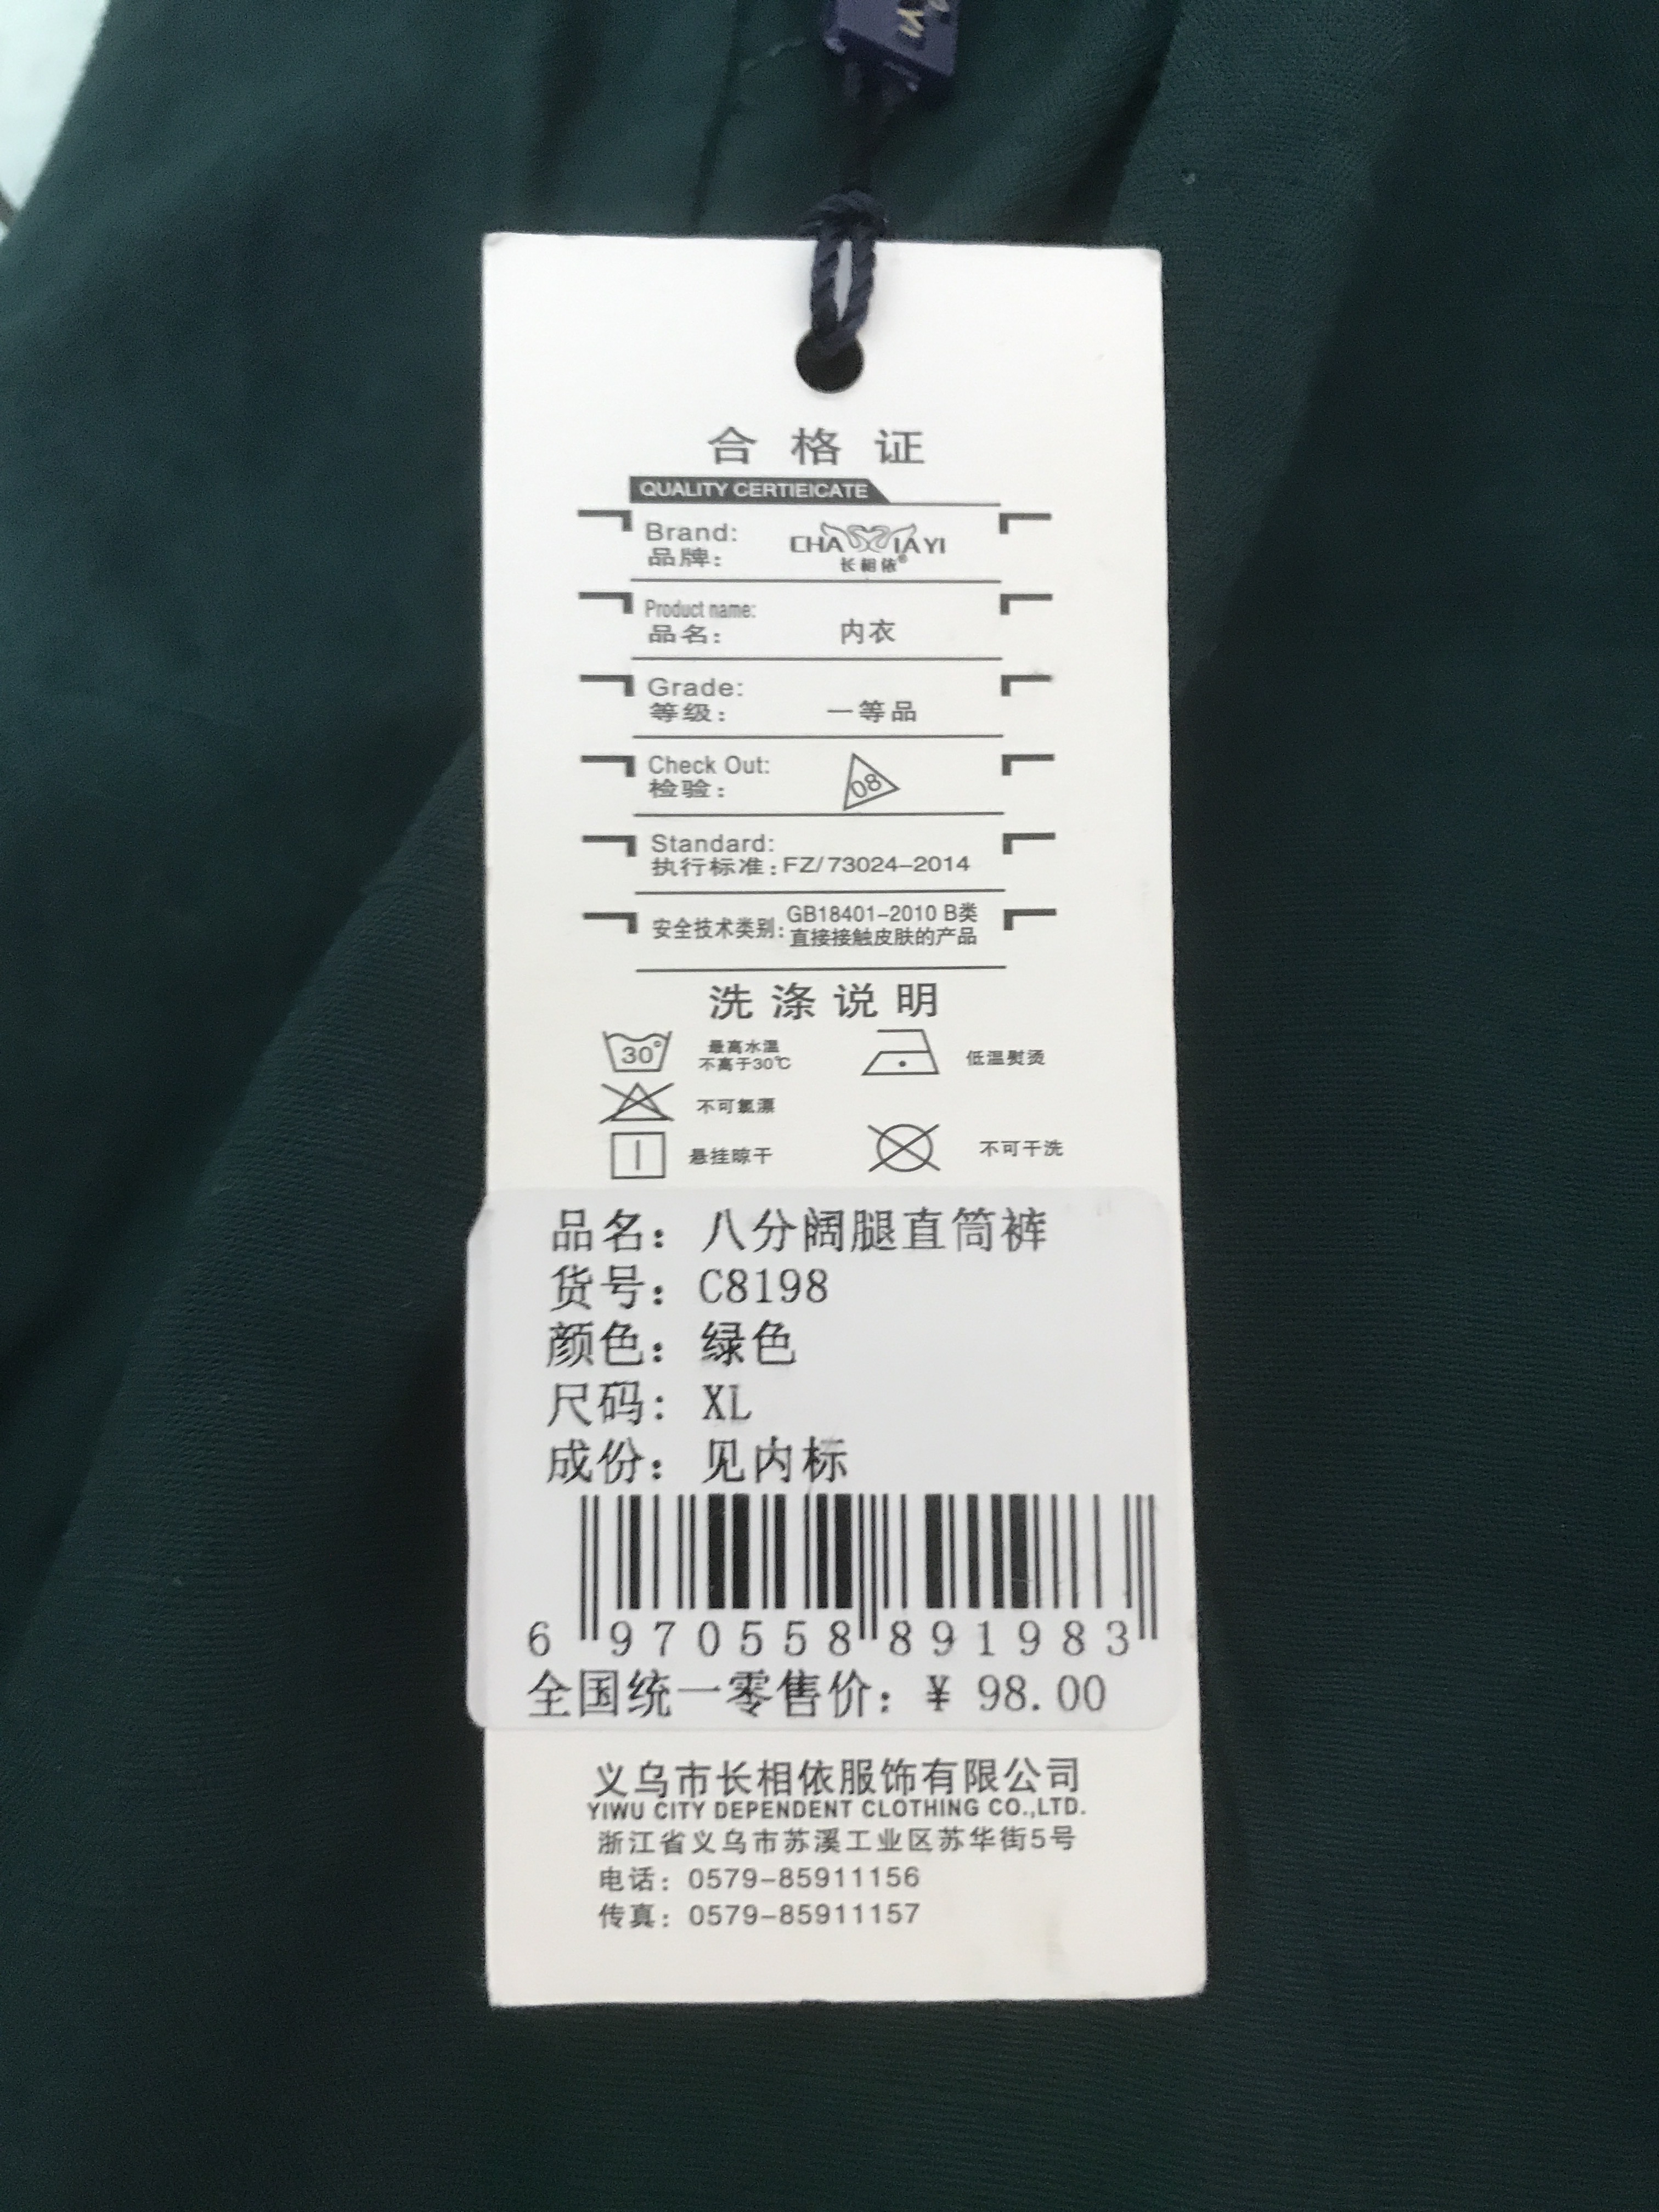 合格证
QUALITY CERTIEICATE
Brand:
品牌:
CHA IA YI
长相依®
Product name:
品名:
内衣
Grade:
等级:
一等品
Check Out:
检验:
08
Standard:
执行标准:FZ/73024-2014
安全技术类别:
GB18401-2010 B类
直接接触皮肤的产品
洗涤说明
30°
最高水温
不高于30℃
低温熨烫
不可氯漂
悬挂晾干
不可干洗
品名: 八分阔腿直筒裤
货号: C8198
颜色: 绿色
尺码: XL
成份: 见内标
6 970558 891983
全国统一零售价: ¥ 98.00
义乌市长相依服饰有限公司
YIWU CITY DEPENDENT CLOTHING CO.,LTD.
浙江省义乌市苏溪工业区苏华街5号
电话: 0579-85911156
传真: 0579-85911157